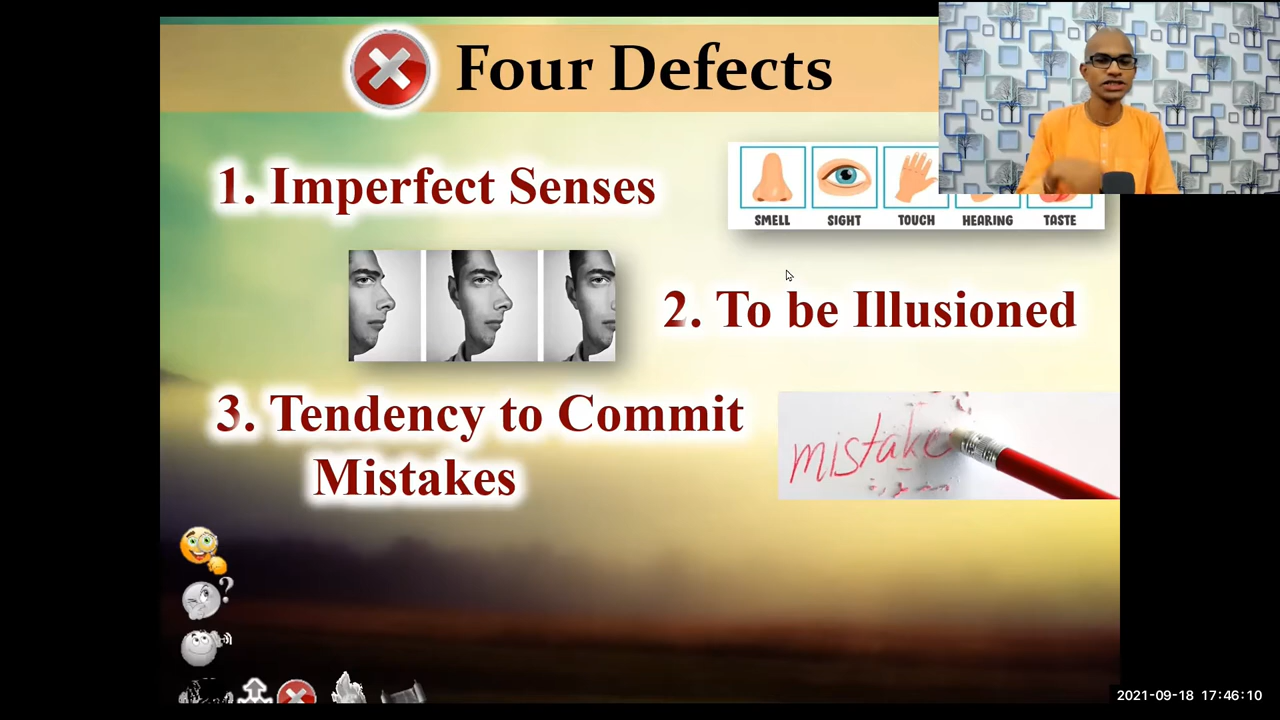 Four Defects
1. Imperfect Senses
SMELL SIGHT TOUCH HEARING TASTE
2. To be Illusioned
3. Tendency to Commit
Mistakes
mistake
?
2021-09-18 17:46:10